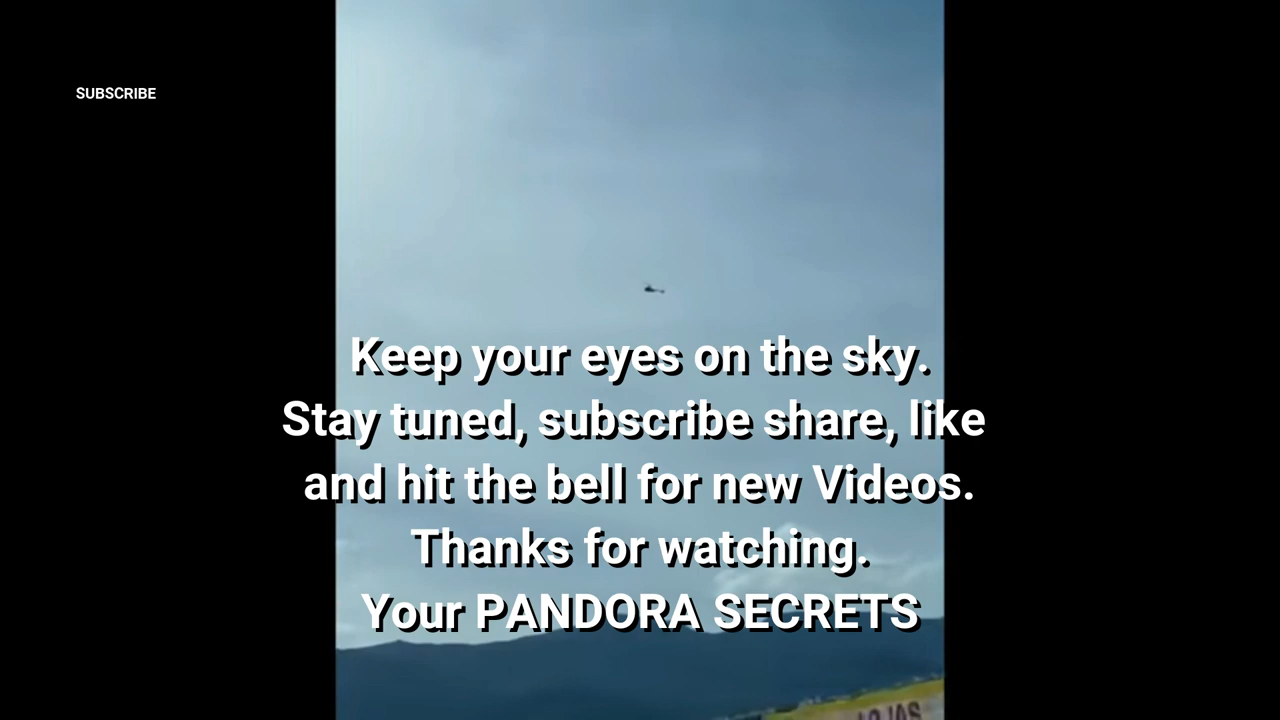 SUBSCRIBE
Keep your eyes on the sky.
Stay tuned, subscribe share, like
and hit the bell for new Videos.
Thanks for watching.
Your PANDORA SECRETS